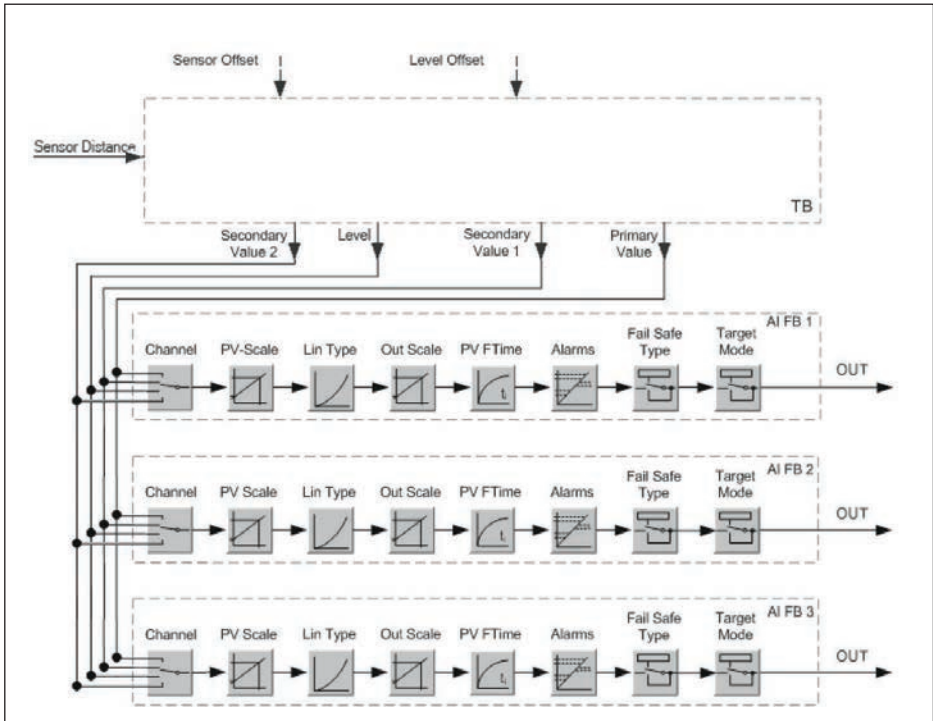 Sensor Offset
Level Offset
Sensor Distance
TB
Secondary
Value 2
Level
Secondary
Value 1
Primary
Value
AI FB 1
Channel
PV-Scale
Lin Type
Out Scale
PV FTime
Alarms
Fail Safe
Type
Target
Mode
OUT
t
AI FB 2
Channel
PV Scale
Lin Type
Out Scale
PV FTime
Alarms
Fail Safe
Type
Target
Mode
OUT
t
AI FB 3
Channel
PV Scale
Lin Type
Out Scale
PV FTime
Alarms
Fail Safe
Type
Target
Mode
OUT
t